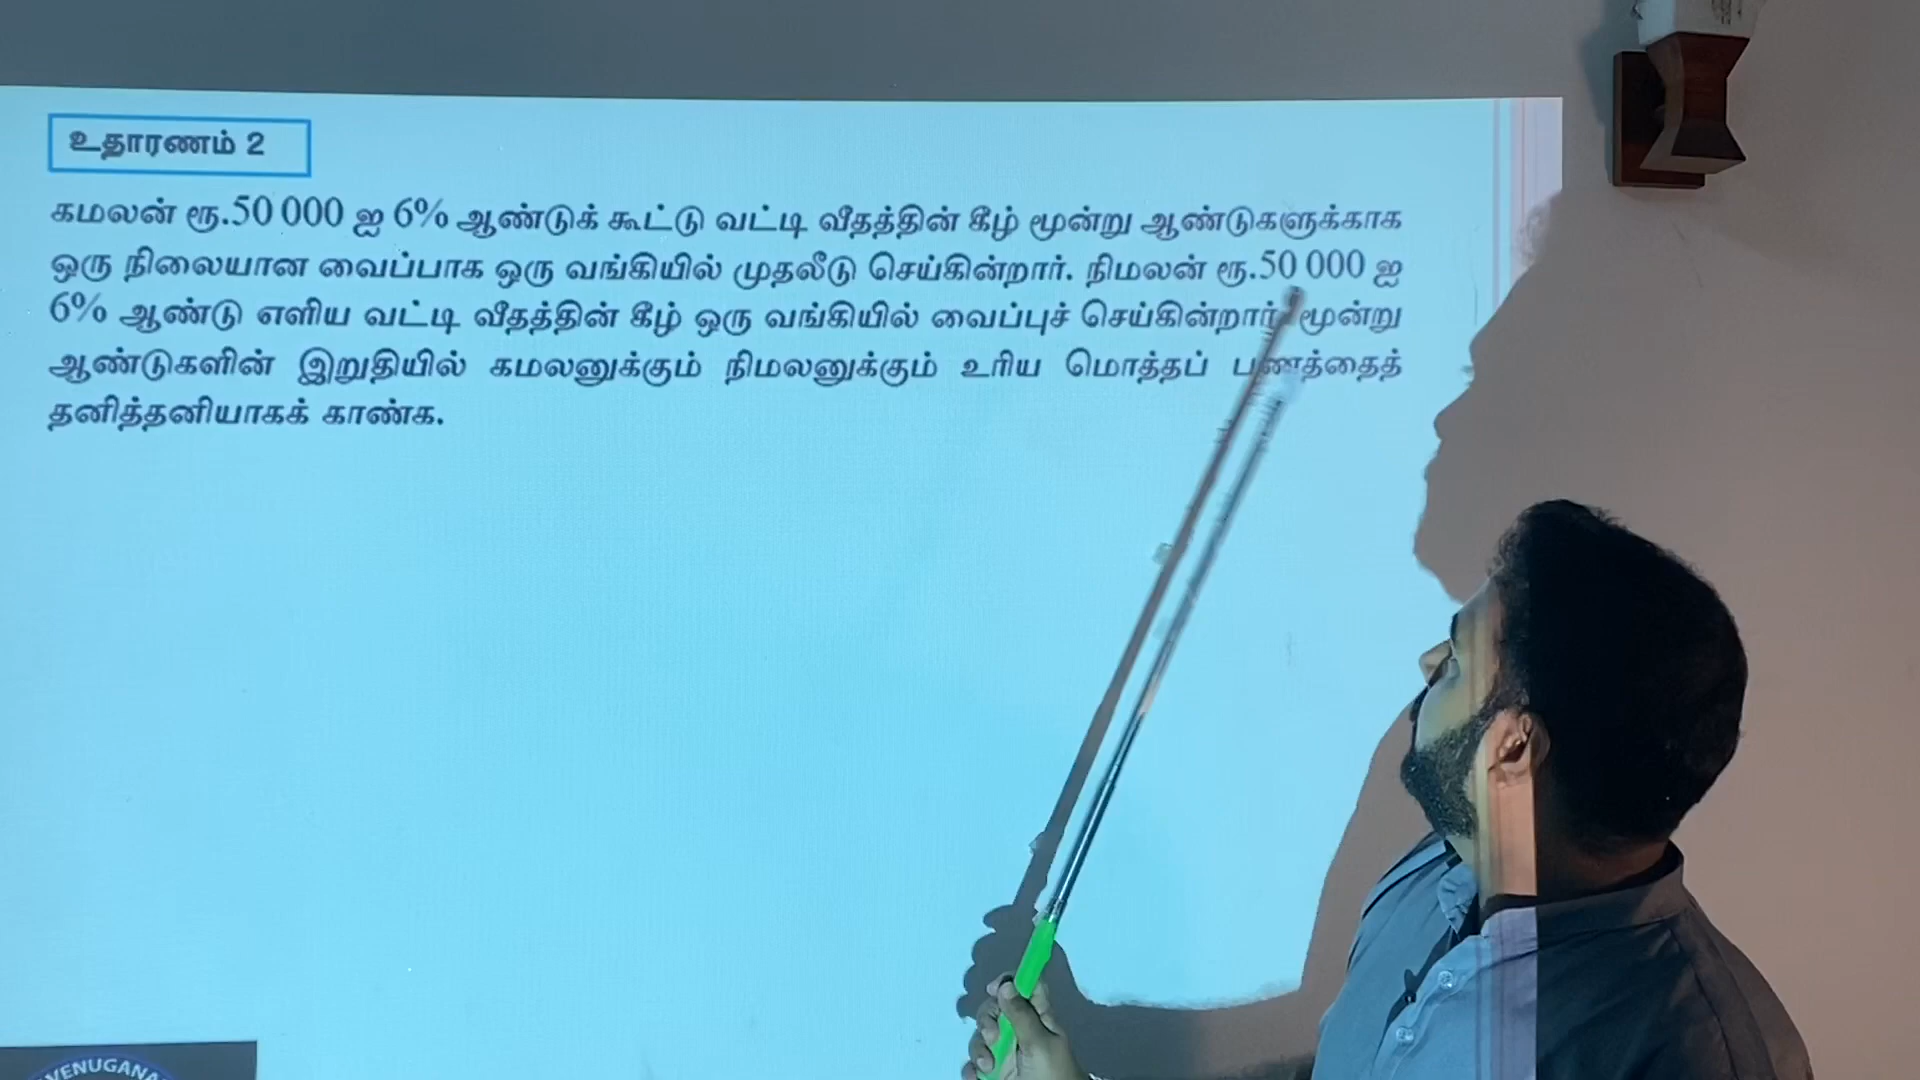 உதாரணம் 2
கமலன் ரூ.50 000 ஐ 6% ஆண்டுக் கூட்டு வட்டி வீதத்தின் கீழ் மூன்று ஆண்டுகளுக்காக
ஒரு நிலையான வைப்பாக ஒரு வங்கியில் முதலீடு செய்கின்றார். நிமலன் ரூ.50 000 ஐ
6% ஆண்டு எளிய வட்டி வீதத்தின் கீழ் ஒரு வங்கியில் வைப்புச் செய்கின்றார். மூன்று
ஆண்டுகளின் இறுதியில் கமலனுக்கும் நிமலனுக்கும் உரிய மொத்தப் பணத்தைத்
தனித்தனியாகக் காண்க.